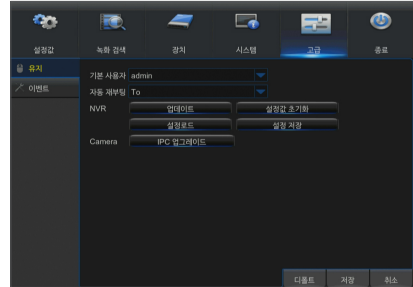 설정값 녹화 검색 장치 시스템 고급 종료
유지
이벤트
기본 사용자 admin
자동 재부팅 To
NVR 업데이트 설정값 초기화
설정로드 설정 저장
Camera IPC 업그레이드
디폴트 저장 취소